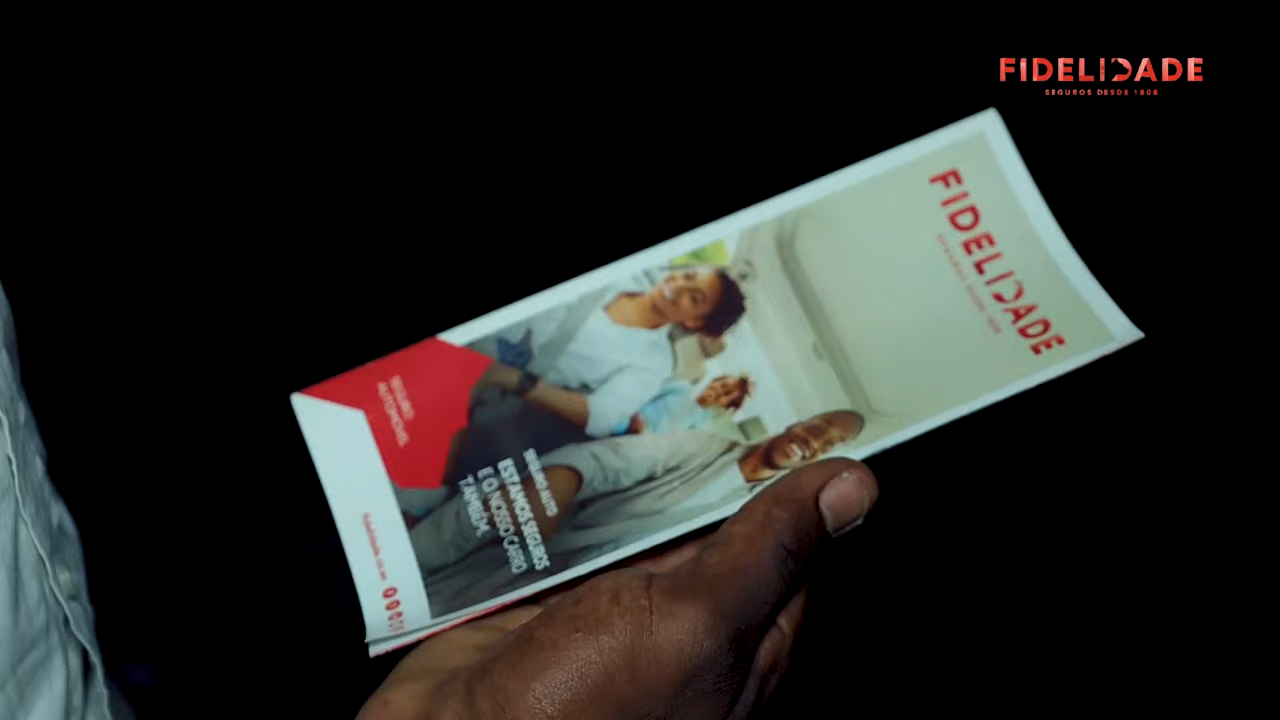 FIDELIDADE
SEGUROS DESDE 1808
FIDELIDADE
SEGURO
AUTOMÓVEL
SEGURO AUTO
ESTAMOS SEGUROS
E O NOSSO CARRO
TAMBÉM.